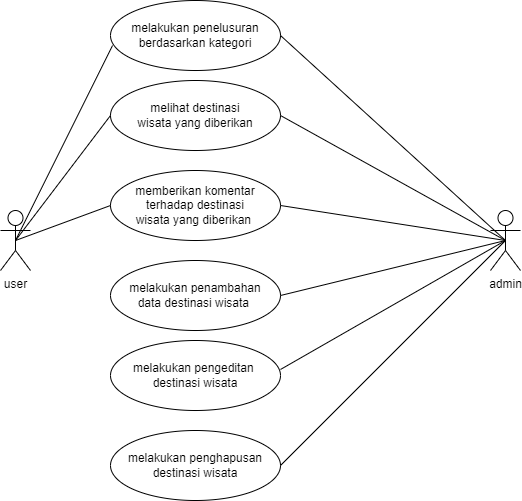 melakukan penelusuran
berdasarkan kategori
melihat destinasi
wisata yang diberikan
memberikan komentar
terhadap destinasi
wisata yang diberikan
user
admin
melakukan penambahan
data destinasi wisata
melakukan pengeditan
destinasi wisata
melakukan penghapusan
destinasi wisata